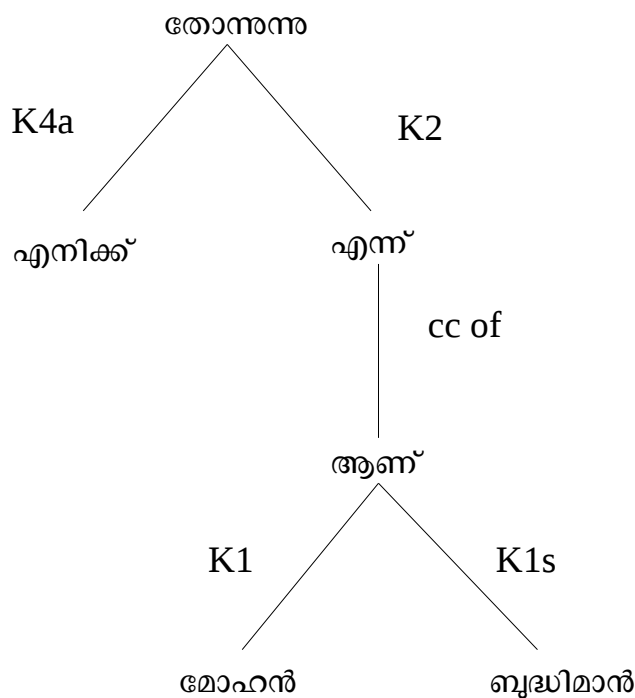 തോന്നുന്നു
K4a
K2
എനിക്ക്
എന്ന്
cc of
ആണ്
K1
K1s
മോഹൻ
ബുദ്ധിമാൻ